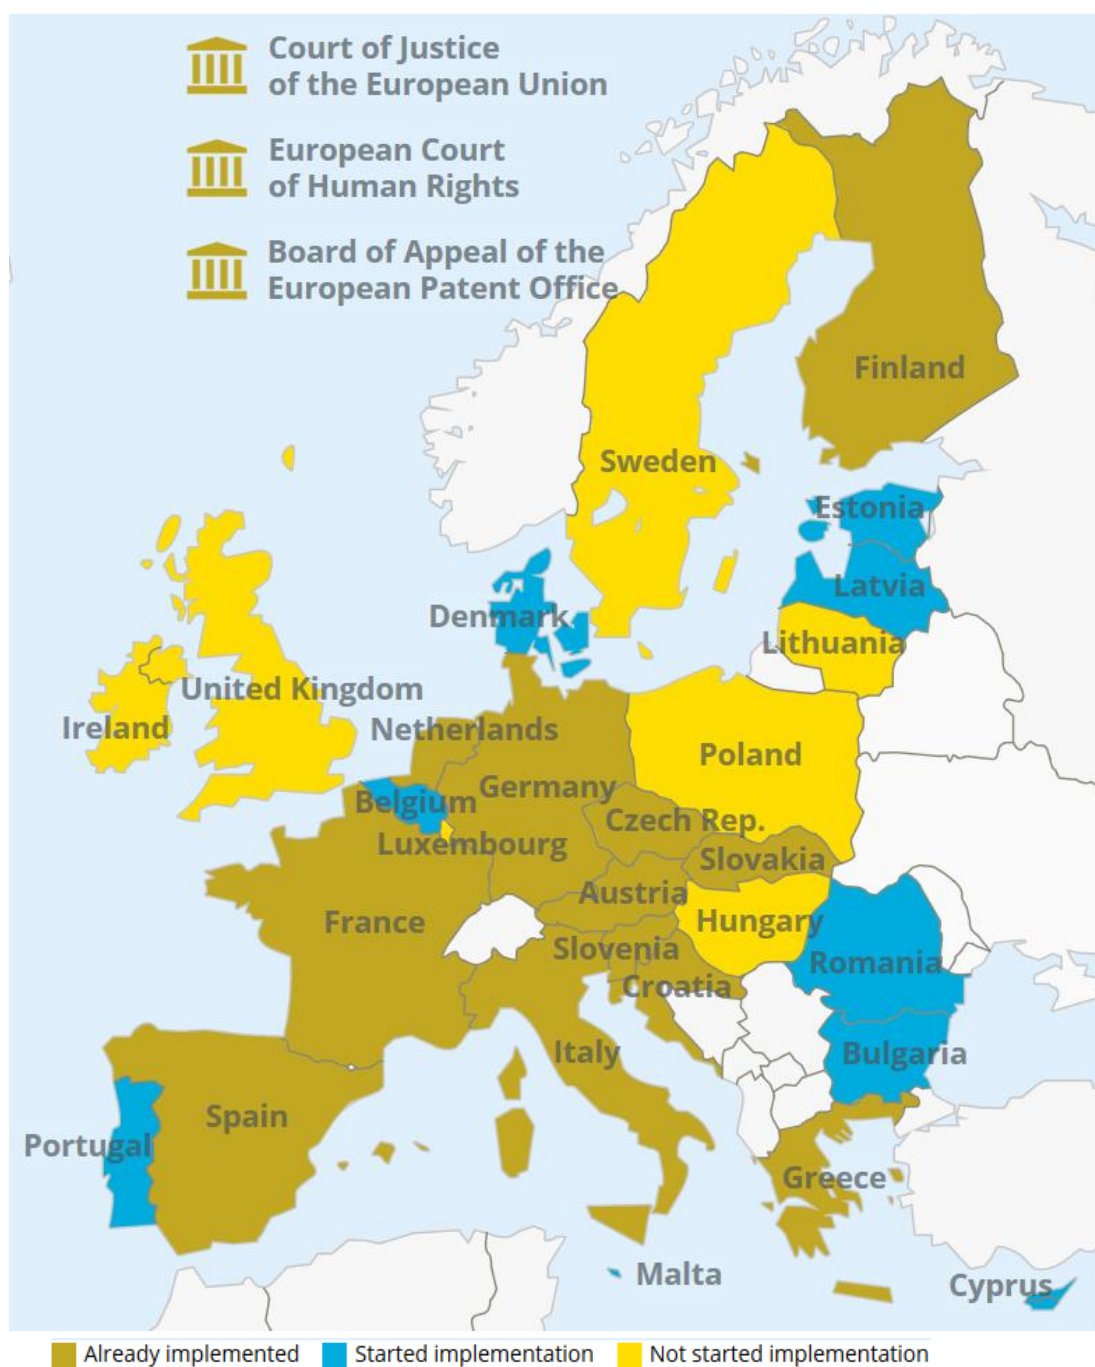 Court of Justice
of the European Union
European Court
of Human Rights
Board of Appeal of the
European Patent Office
Finland
Sweden
Estonia
Latvia
Denmark
Lithuania
United Kingdom
Ireland
Netherlands
Poland
Germany
Belgium
Czech Rep.
Luxembourg
Slovakia
Austria
France
Hungary
Slovenia
Romania
Croatia
Italy
Bulgaria
Spain
Portugal
Greece
Malta
Cyprus
Already implemented
Started implementation
Not started implementation